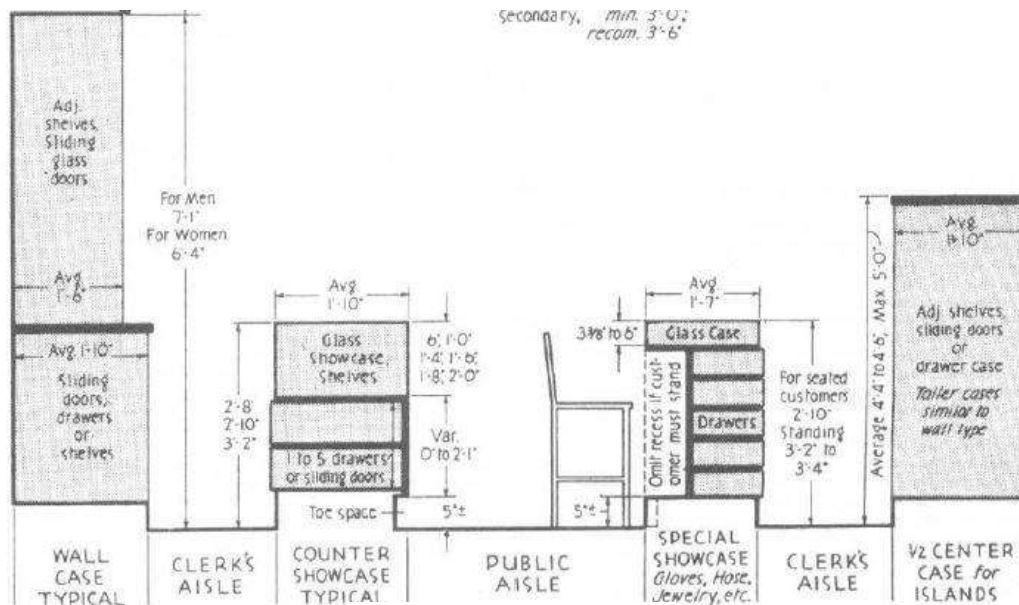 secondary, min. 3'-0";
recom. 3'-6"
Adj.
shelves,
Sliding
glass
doors
Avg
1'-6"
Avg 1'-10"
Sliding
doors,
drawers
or
shelves
For Men
7'-1"
For Women
6'-4"
Avg
1'-10"
Glass
Showcase,
Shelves
2'-8"
2'-10"
3'-2"
1 to 5 drawers
or sliding doors
Toe space
6", 1'-0"
1'-4", 1'-6",
1'-8", 2'-0"
Var.
0" to 2'-1"
5"±
5"±
Avg
1'-7"
3⅜" to 6"
Glass Case
Omit recess if cust-
omer must stand
Drawers
For seated
customers
2'-10"
Standing
3'-2" to
3'-4"
Average 4'-4" to 4'-6", Max. 5'-0"
Avg
1'-10"
Adj. shelves,
sliding doors
or
drawer case
Taller cases
similar to
wall type
WALL
CASE
TYPICAL
CLERK'S
AISLE
COUNTER
SHOWCASE
TYPICAL
PUBLIC
AISLE
SPECIAL
SHOWCASE
Gloves, Hose,
Jewelry, etc.
CLERK'S
AISLE
1/2 CENTER
CASE for
ISLANDS